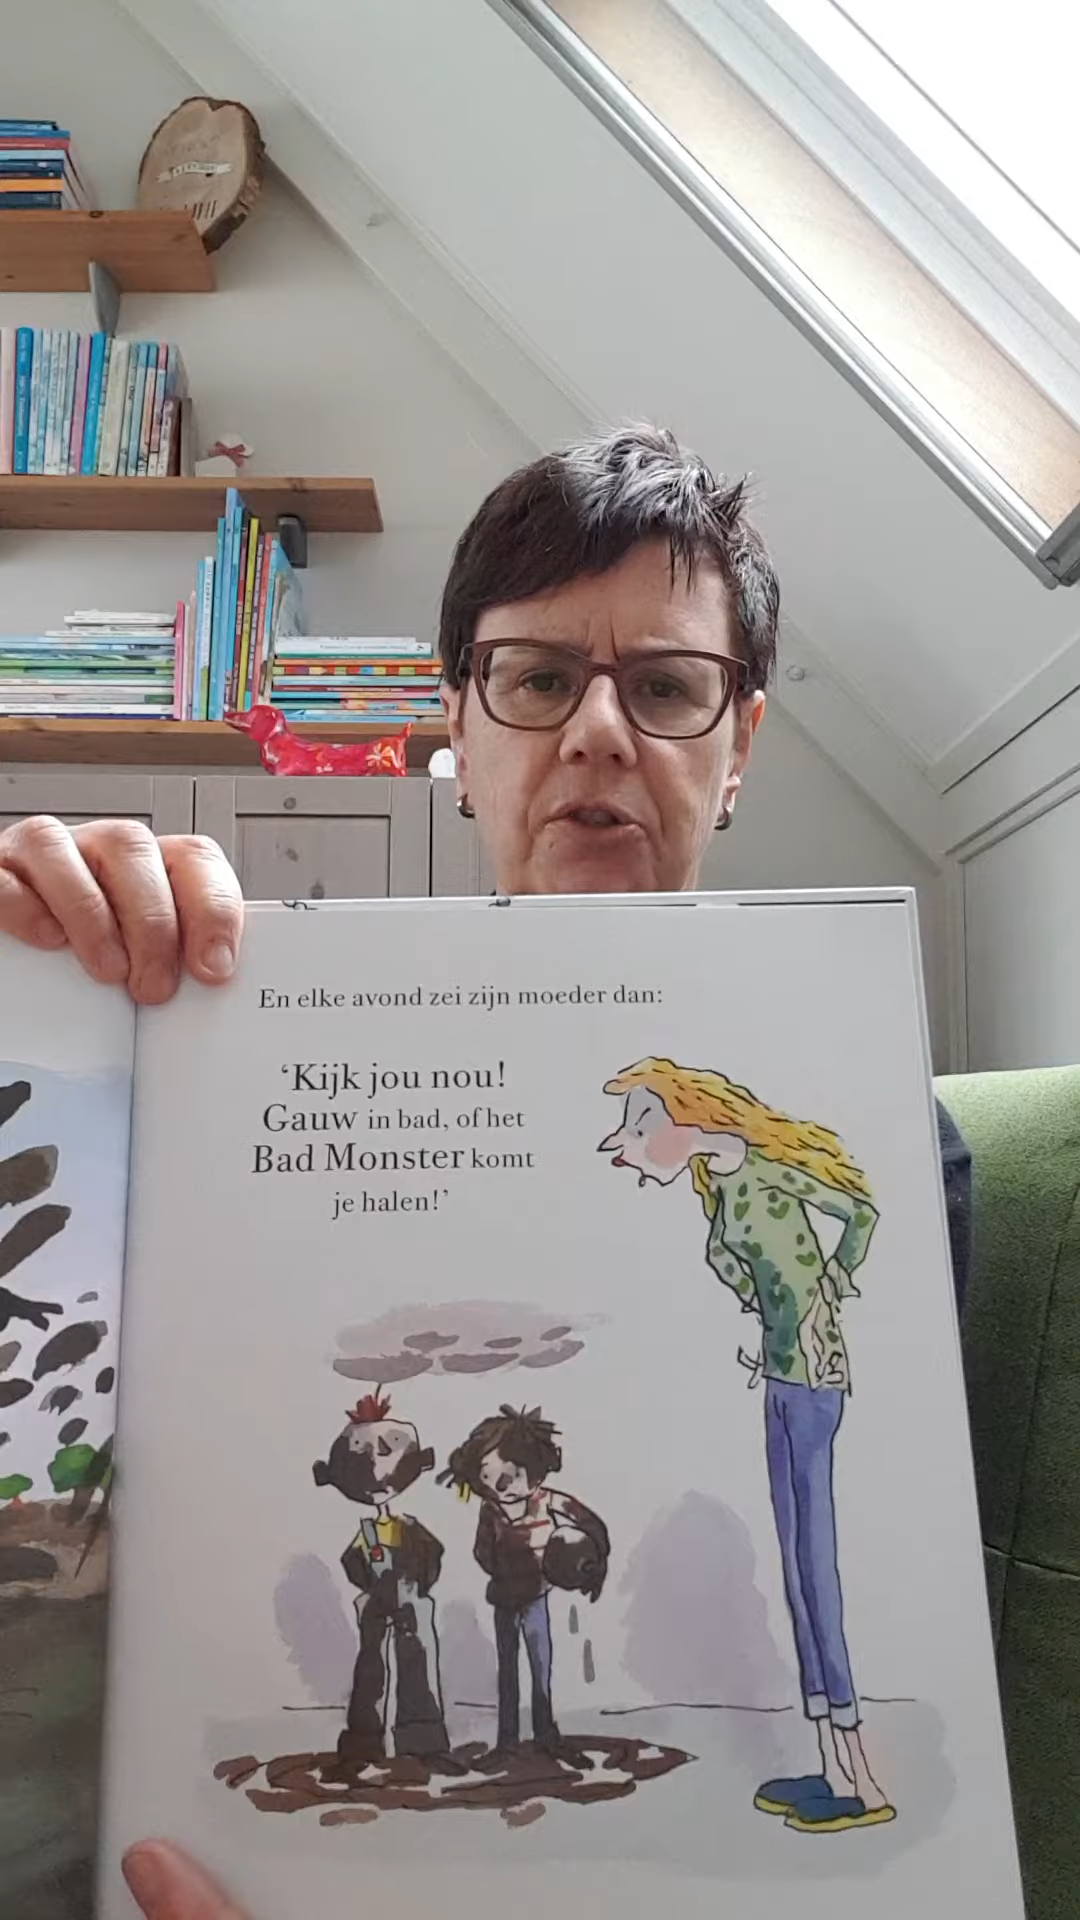 En elke avond zei zijn moeder dan:
‘Kijk jou nou!
Gauw in bad, of het
Bad Monster komt
je halen!’